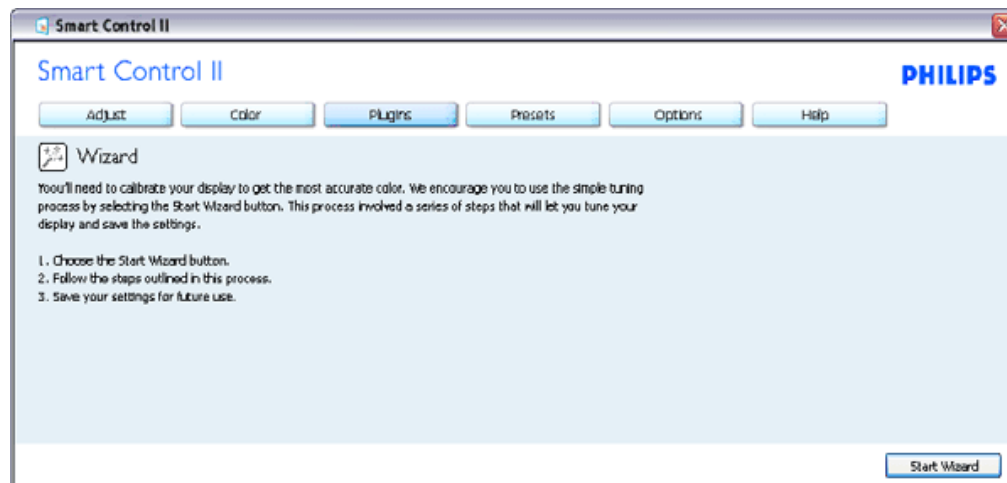 Smart Control II
Smart Control II
PHILIPS
Adjust Color Plugins Presets Options Help
Wizard
Yoou'll need to calibrate your display to get the most accurate color. We encourage you to use the simple tuning
process by selecting the Start Wizard button. This process involved a series of steps that will let you tune your
display and save the settings.
1. Choose the Start Wizard button.
2. Follow the steps outlined in this process.
3. Save your settings for future use.
Start Wizard